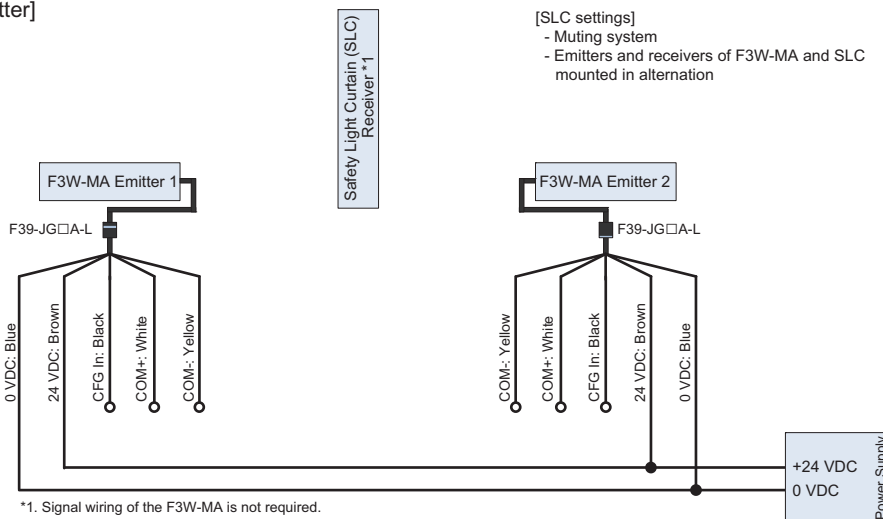 tter]
[SLC settings]
- Muting system
- Emitters and receivers of F3W-MA and SLC
mounted in alternation
Safety Light Curtain (SLC)
Receiver *1
F3W-MA Emitter 1
F3W-MA Emitter 2
F39-JG□A-L
F39-JG□A-L
0 VDC: Blue
24 VDC: Brown
CFG In: Black
COM+: White
COM-: Yellow
COM-: Yellow
COM+: White
CFG In: Black
24 VDC: Brown
0 VDC: Blue
+24 VDC
0 VDC
Power Supply
*1. Signal wiring of the F3W-MA is not required.